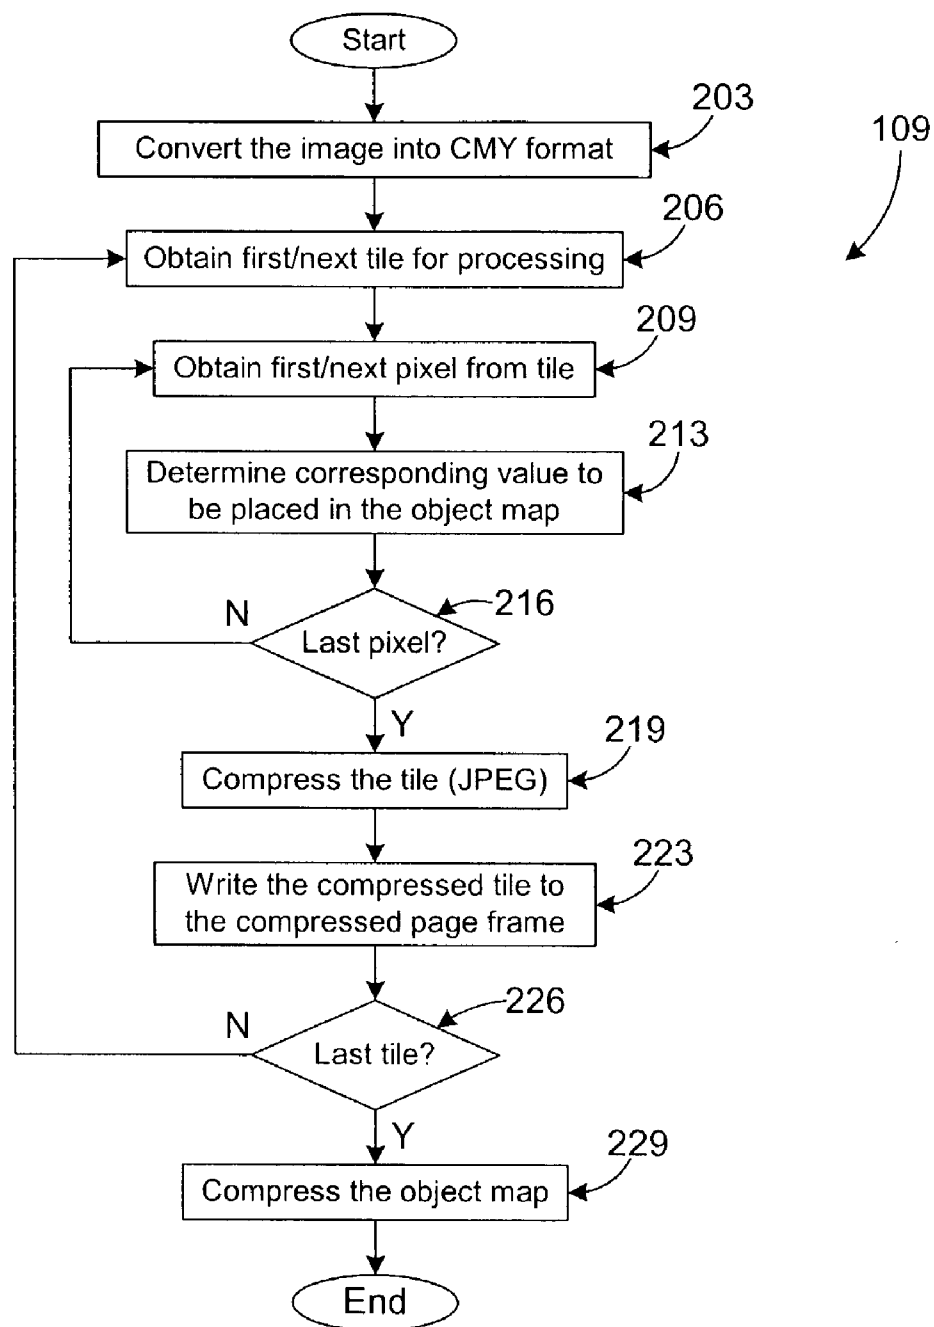 Start
203
Convert the image into CMY format
109
206
Obtain first/next tile for processing
209
Obtain first/next pixel from tile
213
Determine corresponding value to
be placed in the object map
216
N
Last pixel?
Y
219
Compress the tile (JPEG)
223
Write the compressed tile to
the compressed page frame
226
N
Last tile?
Y
229
Compress the object map
End